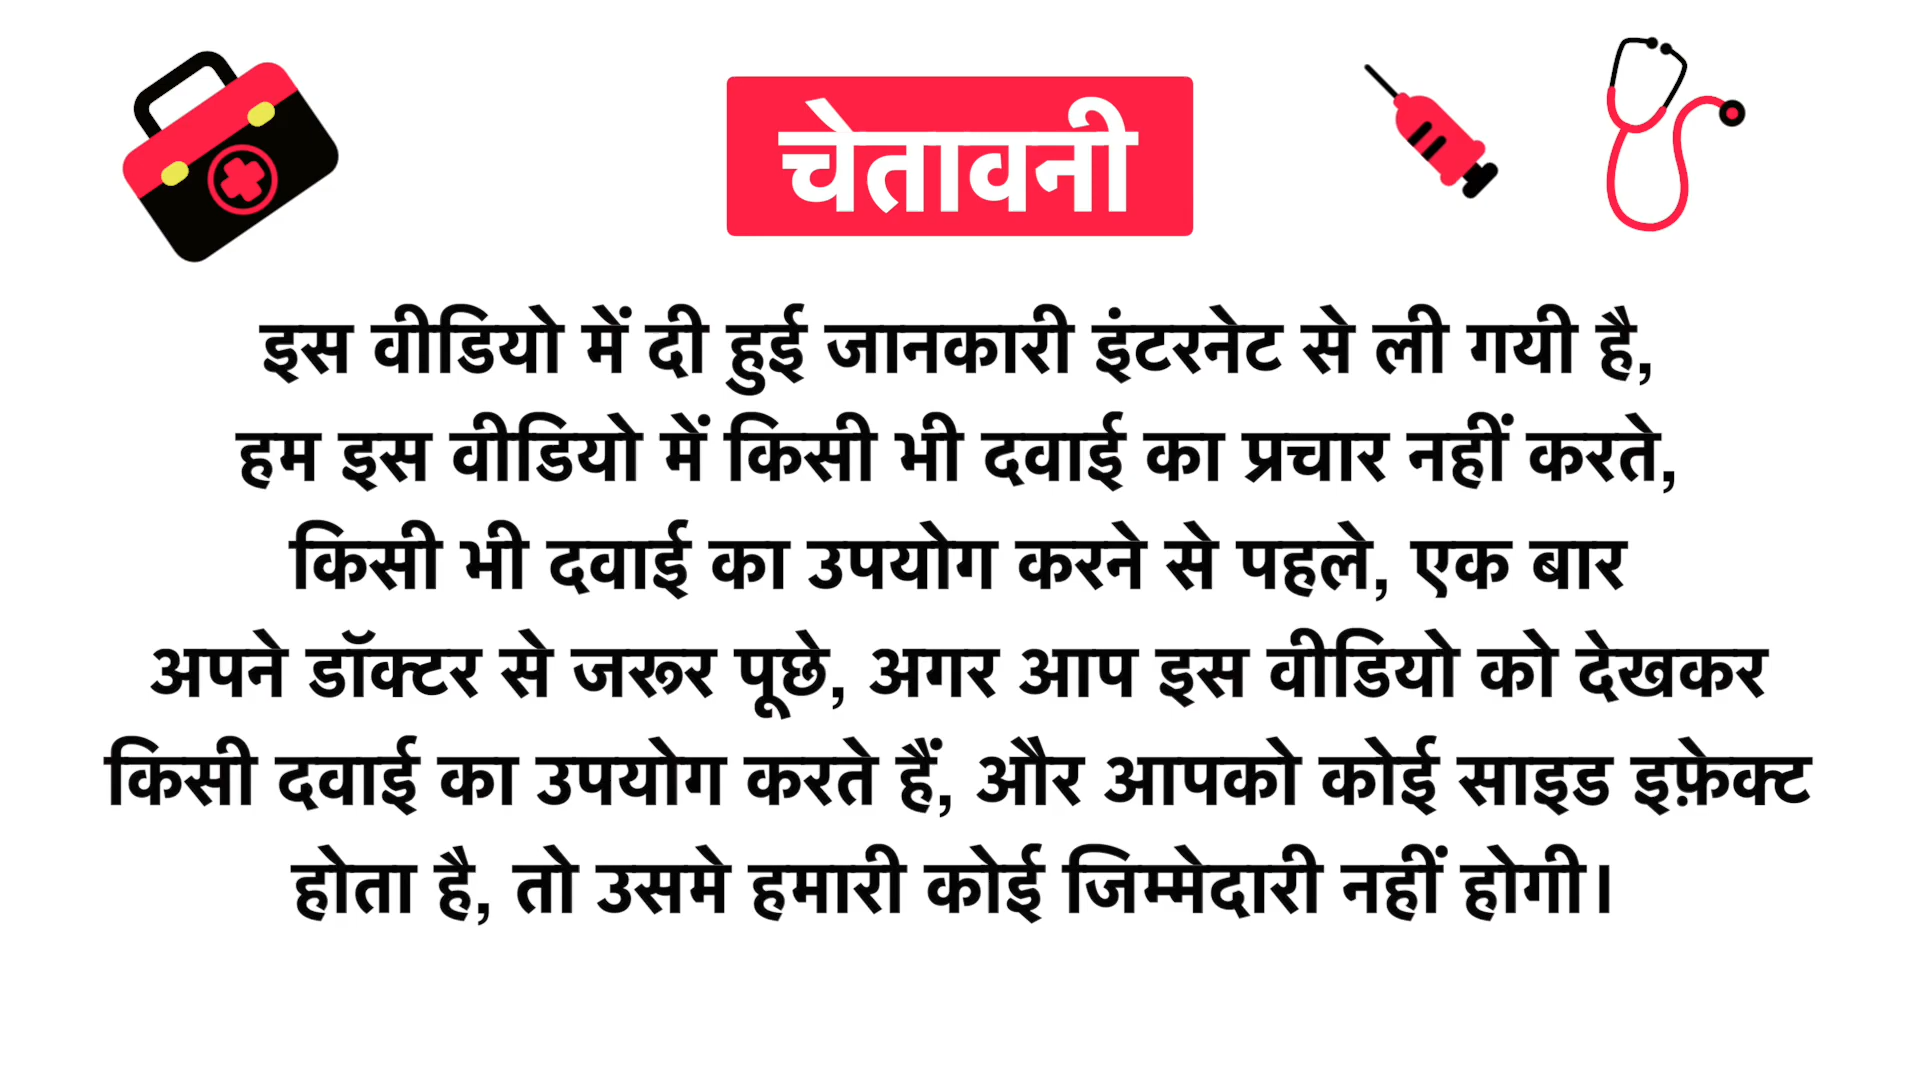 चेतावनी
इस वीडियो में दी हुई जानकारी इंटरनेट से ली गयी है,
हम इस वीडियो में किसी भी दवाई का प्रचार नहीं करते,
किसी भी दवाई का उपयोग करने से पहले, एक बार
अपने डॉक्टर से जरूर पूछे, अगर आप इस वीडियो को देखकर
किसी दवाई का उपयोग करते हैं, और आपको कोई साइड इफ़ेक्ट
होता है, तो उसमे हमारी कोई जिम्मेदारी नहीं होगी।